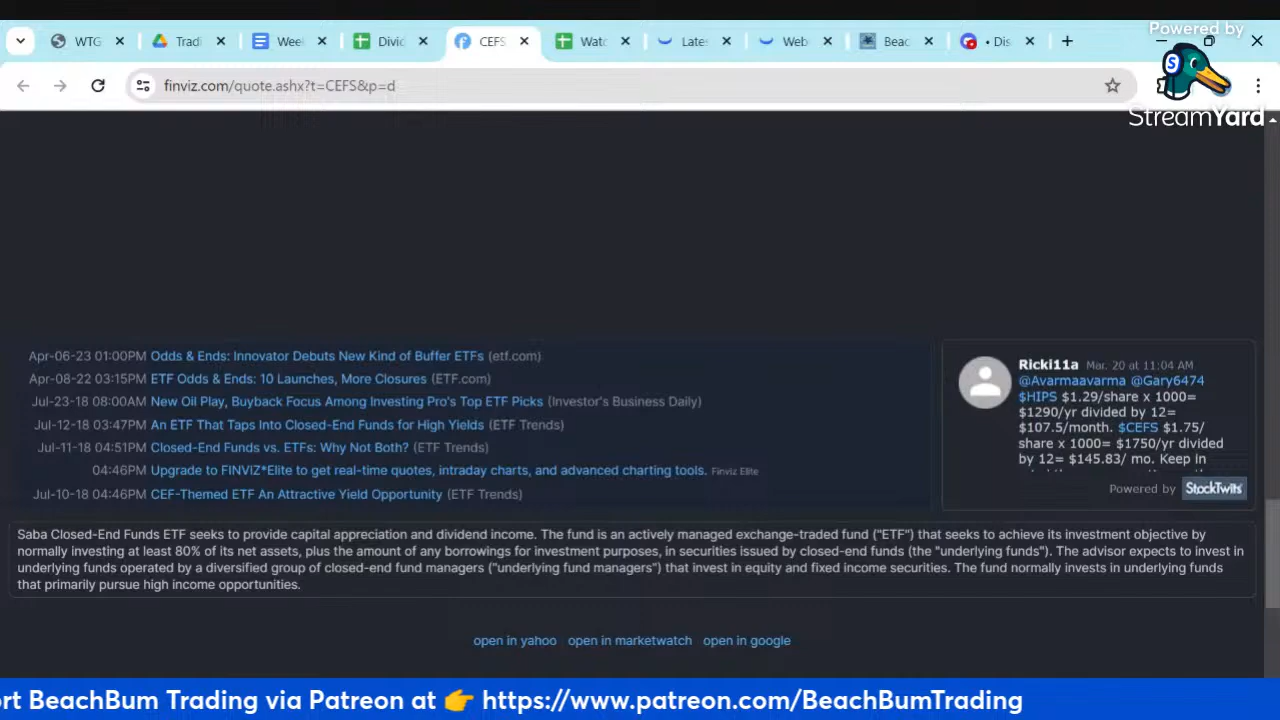 Powered by
WTG
Tradi
Weel
Divic
CEFS
Watc
Late
Web
Beac
• Dis
finviz.com/quote.ashx?t=CEFS&p=d
StreamYard
Apr-06-23 01:00PM Odds & Ends: Innovator Debuts New Kind of Buffer ETFs (etf.com)
Apr-08-22 03:15PM ETF Odds & Ends: 10 Launches, More Closures (ETF.com)
Jul-23-18 08:00AM New Oil Play, Buyback Focus Among Investing Pro's Top ETF Picks (Investor's Business Daily)
Jul-12-18 03:47PM An ETF That Taps Into Closed-End Funds for High Yields (ETF Trends)
Jul-11-18 04:51PM Closed-End Funds vs. ETFs: Why Not Both? (ETF Trends)
04:46PM Upgrade to FINVIZ*Elite to get real-time quotes, intraday charts, and advanced charting tools. Finviz Elite
Jul-10-18 04:46PM CEF-Themed ETF An Attractive Yield Opportunity (ETF Trends)
Ricki11a Mar. 20 at 11:04 AM
@Avarmaavarma @Gary6474
$HIPS $1.29/share x 1000=
$1290/yr divided by 12=
$107.5/month. $CEFS $1.75/
share x 1000= $1750/yr divided
by 12= $145.83/ mo. Keep in
Powered by StockTwits
Saba Closed-End Funds ETF seeks to provide capital appreciation and dividend income. The fund is an actively managed exchange-traded fund ("ETF") that seeks to achieve its investment objective by
normally investing at least 80% of its net assets, plus the amount of any borrowings for investment purposes, in securities issued by closed-end funds (the "underlying funds"). The advisor expects to invest in
underlying funds operated by a diversified group of closed-end fund managers ("underlying fund managers") that invest in equity and fixed income securities. The fund normally invests in underlying funds
that primarily pursue high income opportunities.
open in yahoo open in marketwatch open in google
ort BeachBum Trading via Patreon at 👉 https://www.patreon.com/BeachBumTrading